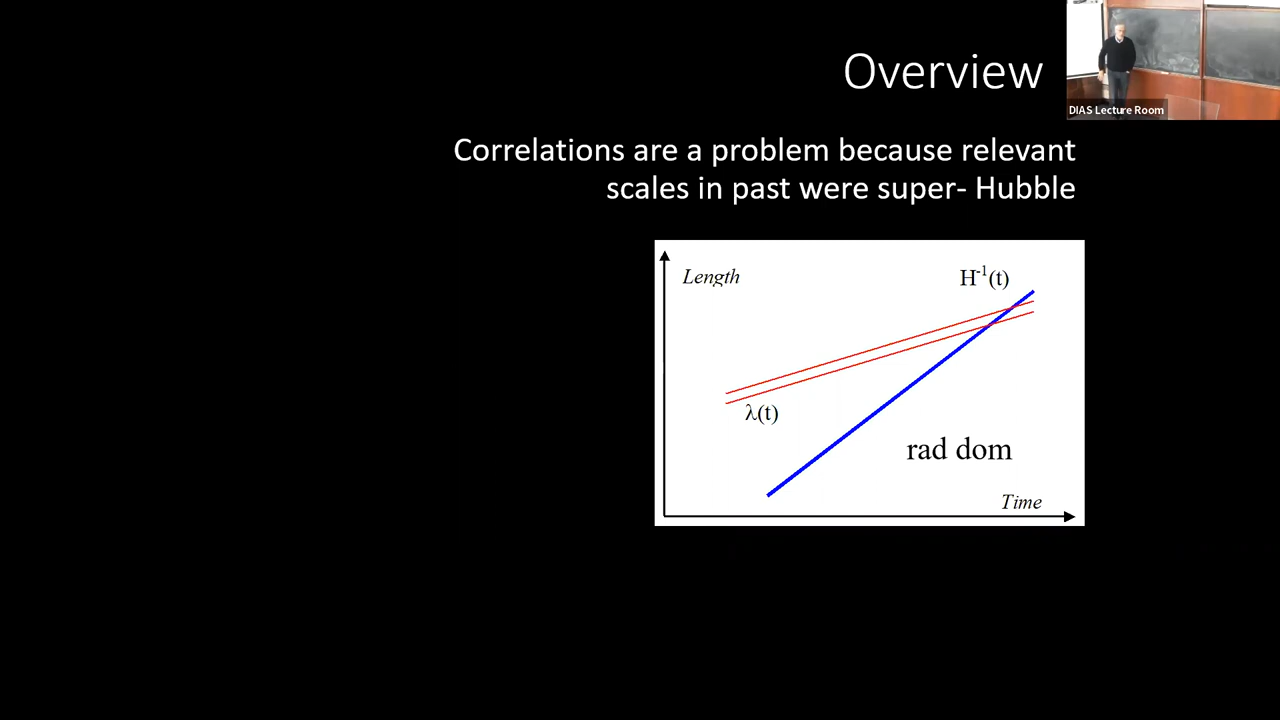 Overview
DIAS Lecture Room
Correlations are a problem because relevant
scales in past were super- Hubble
Length
H⁻¹(t)
λ(t)
rad dom
Time